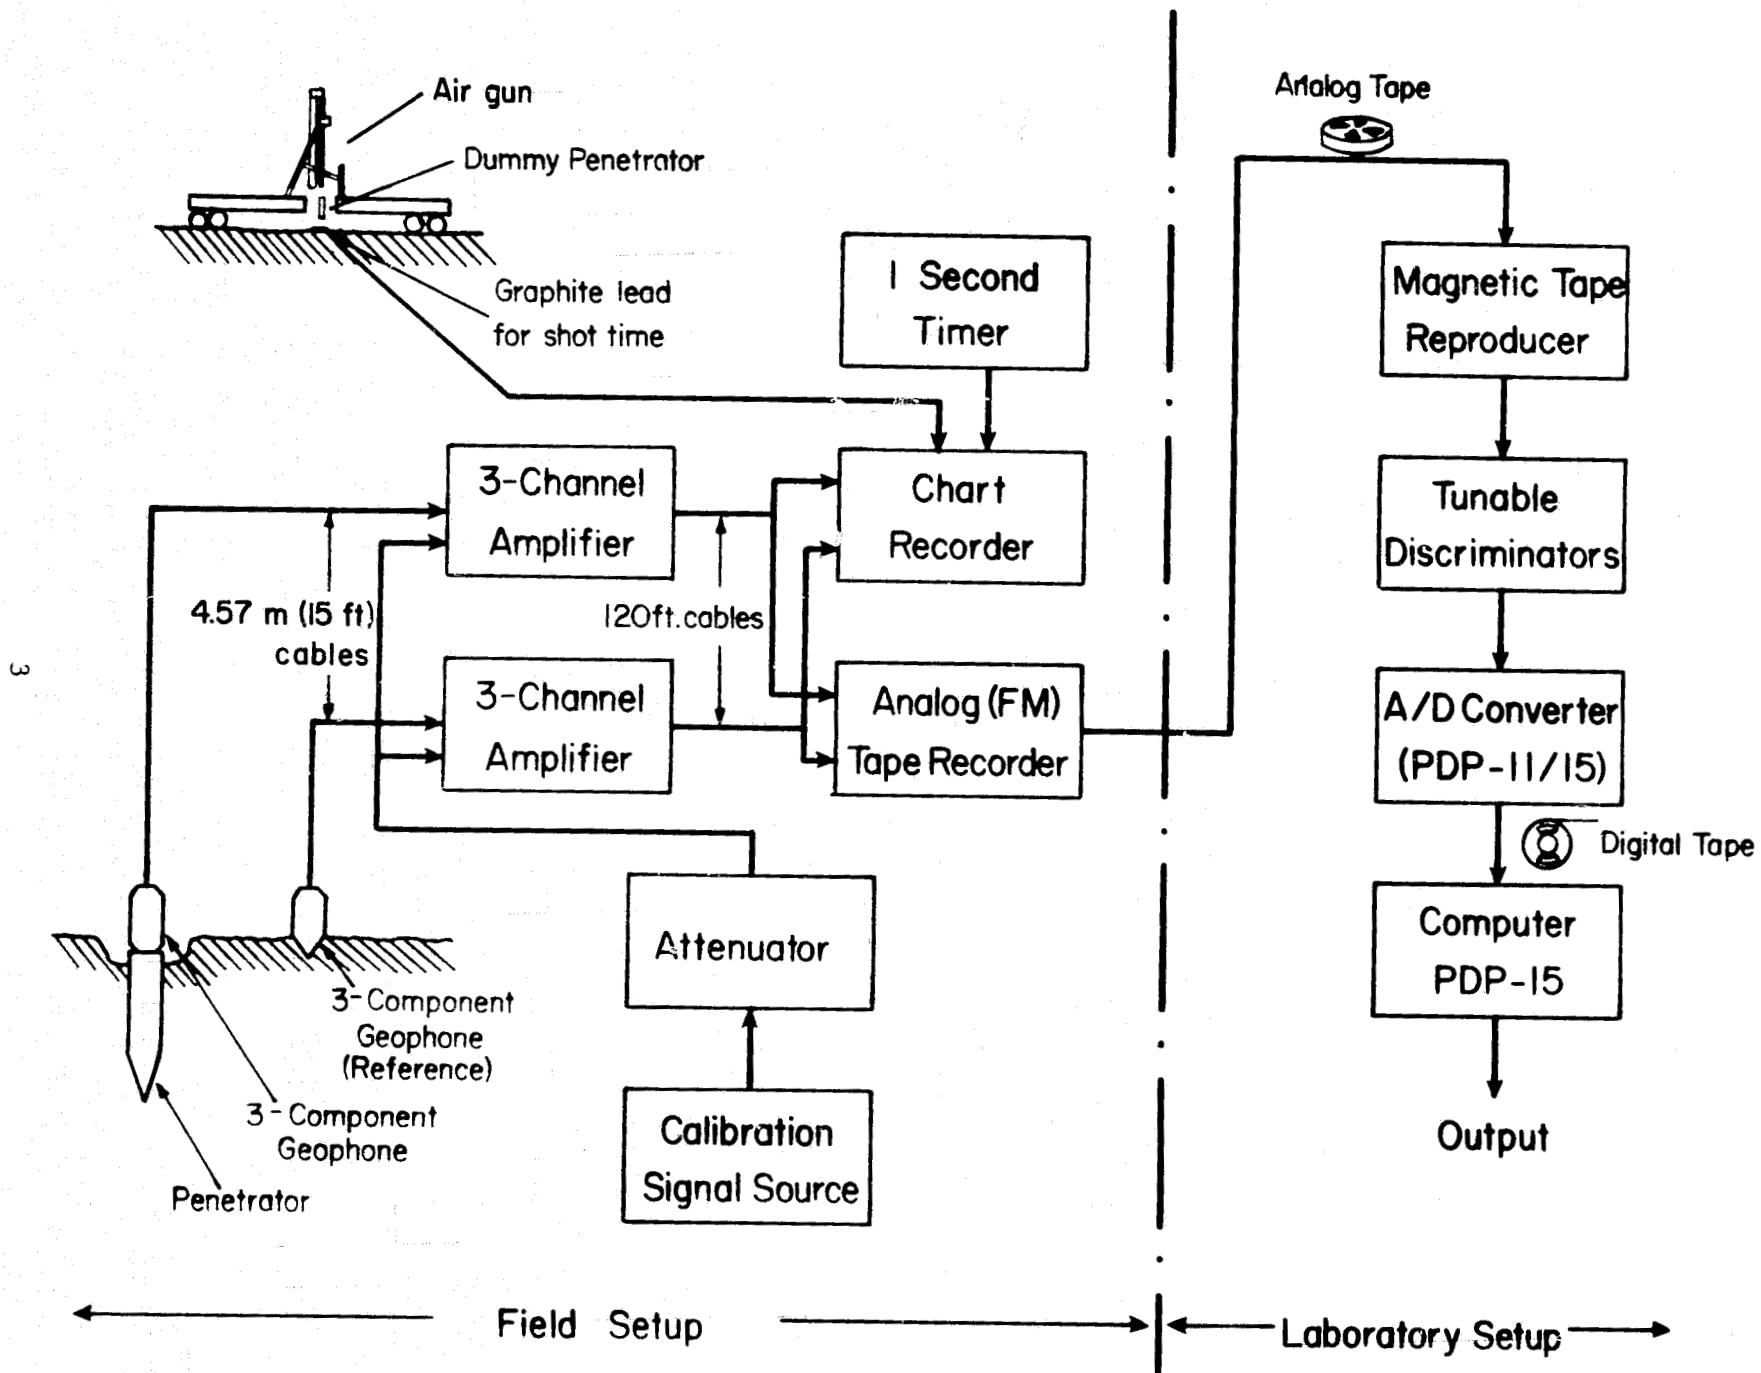 Air gun
Dummy Penetrator
Graphite lead
for shot time
1 Second
Timer
3-Channel
Amplifier
Chart
Recorder
4.57 m (15 ft)
cables
120ft. cables
3-Channel
Amplifier
Analog (FM)
Tape Recorder
Attenuator
Calibration
Signal Source
3-Component
Geophone
(Reference)
3-Component
Geophone
Penetrator
Field Setup
Analog Tape
Magnetic Tape
Reproducer
Tunable
Discriminators
A/D Converter
(PDP-11/15)
Digital Tape
Computer
PDP-15
Output
Laboratory Setup
3